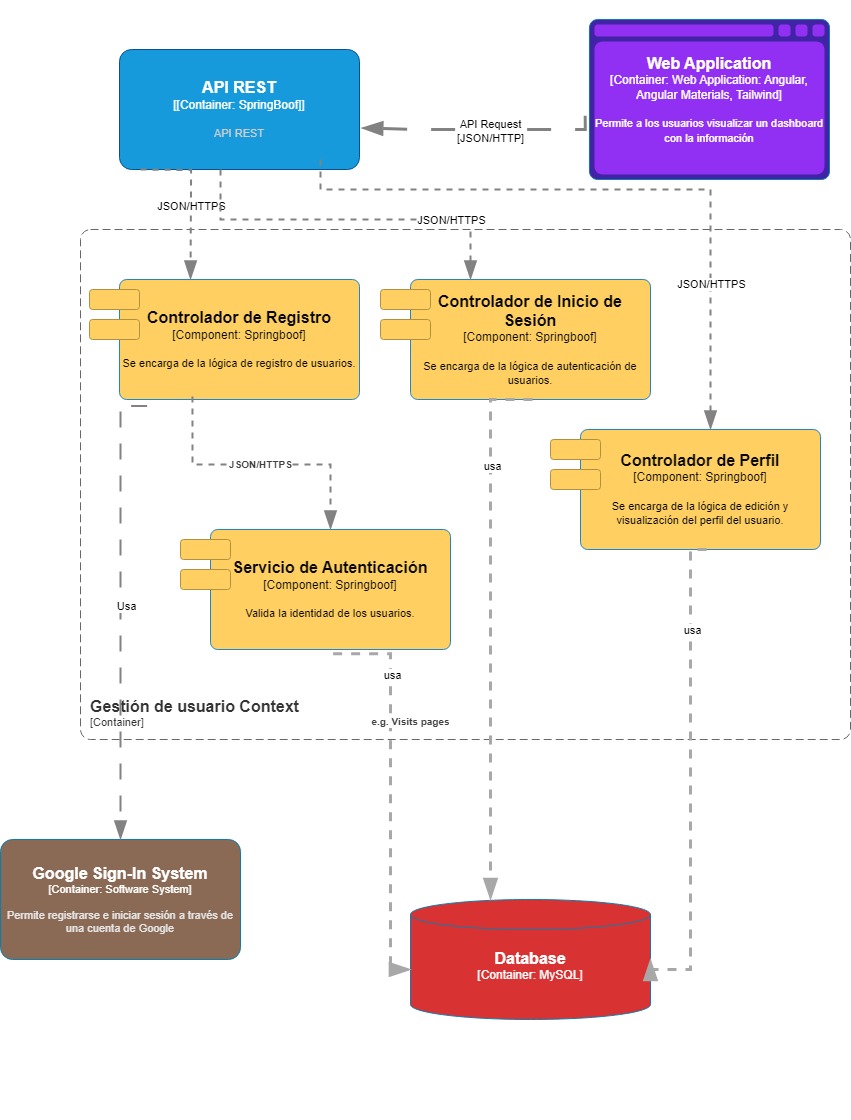 API REST
[[Container: SpringBoof]]
API REST
Web Application
[Container: Web Application: Angular,
Angular Materials, Tailwind]
Permite a los usuarios visualizar un dashboard
con la información
API Request
[JSON/HTTP]
JSON/HTTPS
JSON/HTTPS
JSON/HTTPS
Controlador de Registro
[Component: Springboof]
Se encarga de la lógica de registro de usuarios.
Controlador de Inicio de
Sesión
[Component: Springboof]
Se encarga de la lógica de autenticación de
usuarios.
Controlador de Perfil
[Component: Springboof]
Se encarga de la lógica de edición y
visualización del perfil del usuario.
usa
JSON/HTTPS
Servicio de Autenticación
[Component: Springboof]
Valida la identidad de los usuarios.
Usa
usa
usa
Gestión de usuario Context
[Container]
e.g. Visits pages
Google Sign-In System
[Container: Software System]
Permite registrarse e iniciar sesión a través de
una cuenta de Google
Database
[Container: MySQL]